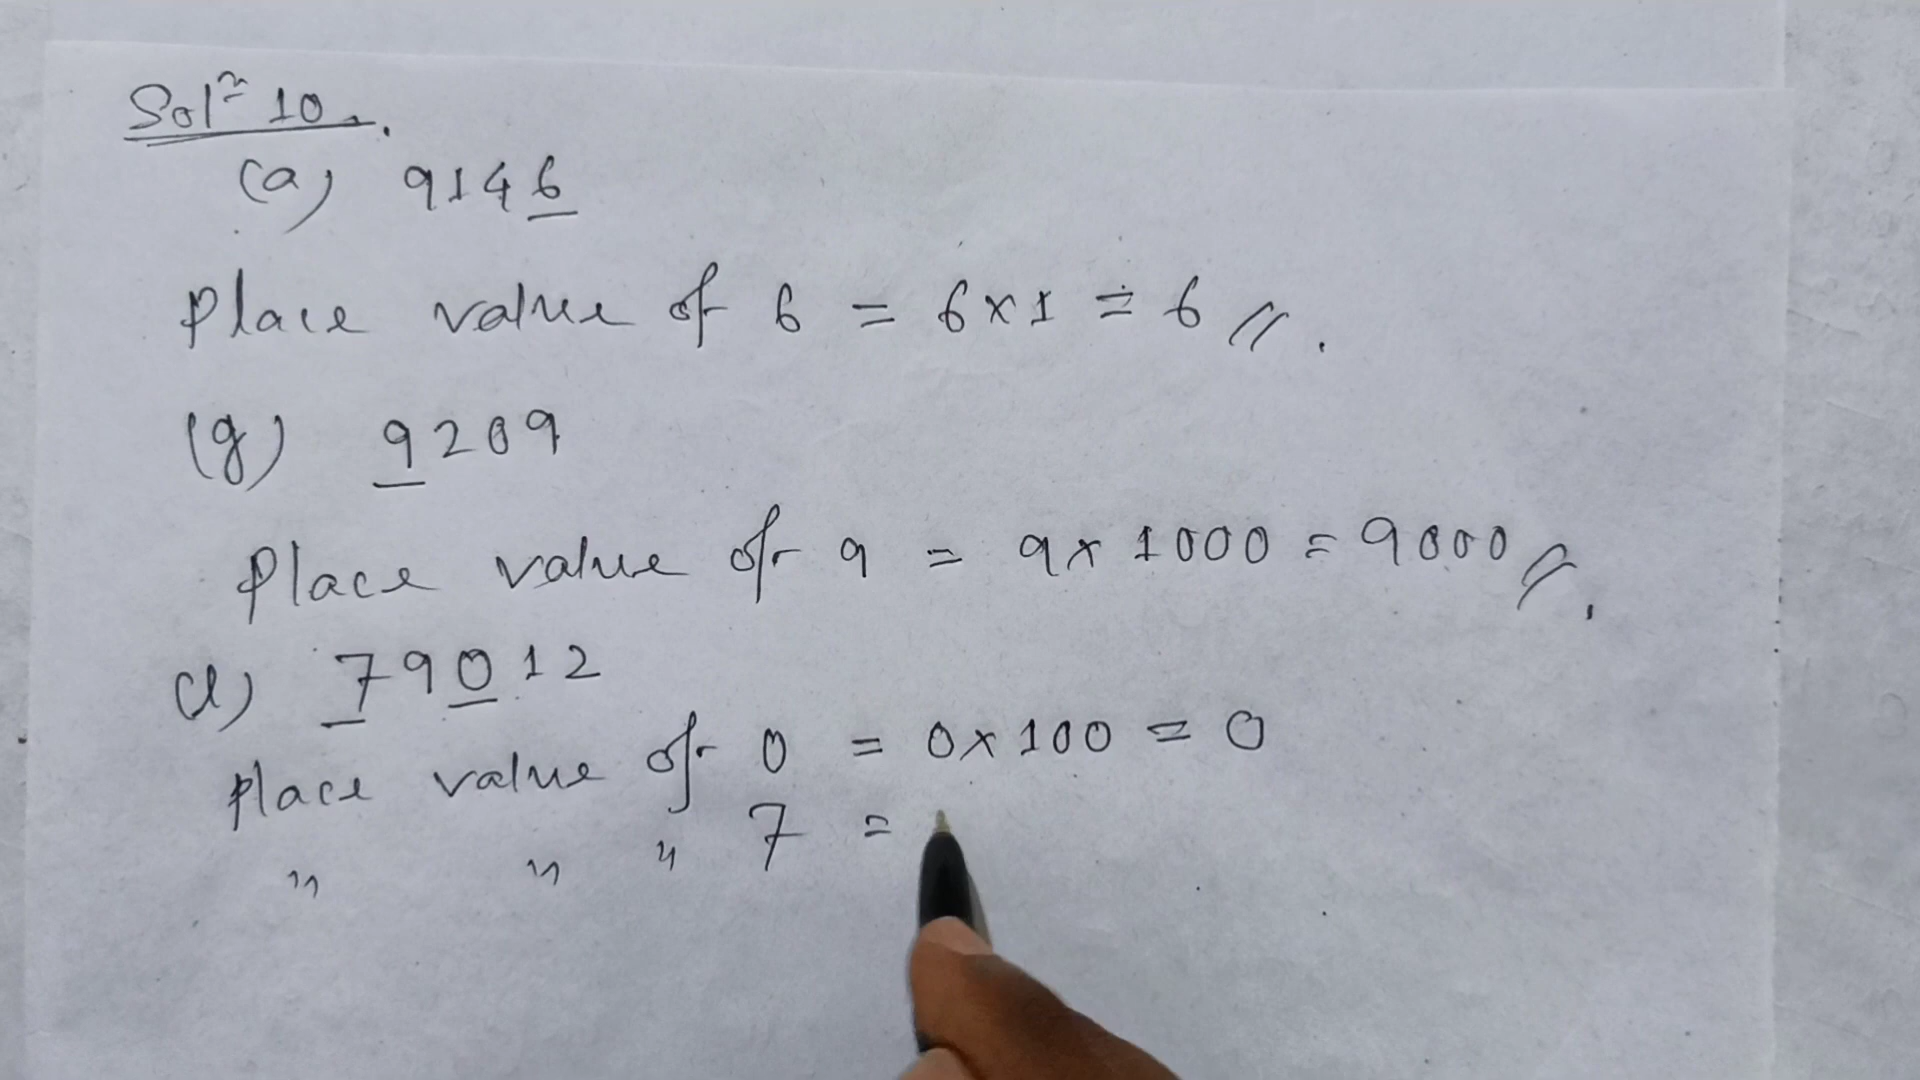 Solⁿ 10.
(a) 9146
Place value of 6 = 6×1 = 6 //.
(g) 9209
Place value of 9 = 9× 1000 = 9000 //.
(l) 79012
Place value of 0 = 0×100 = 0
" " " 7 =